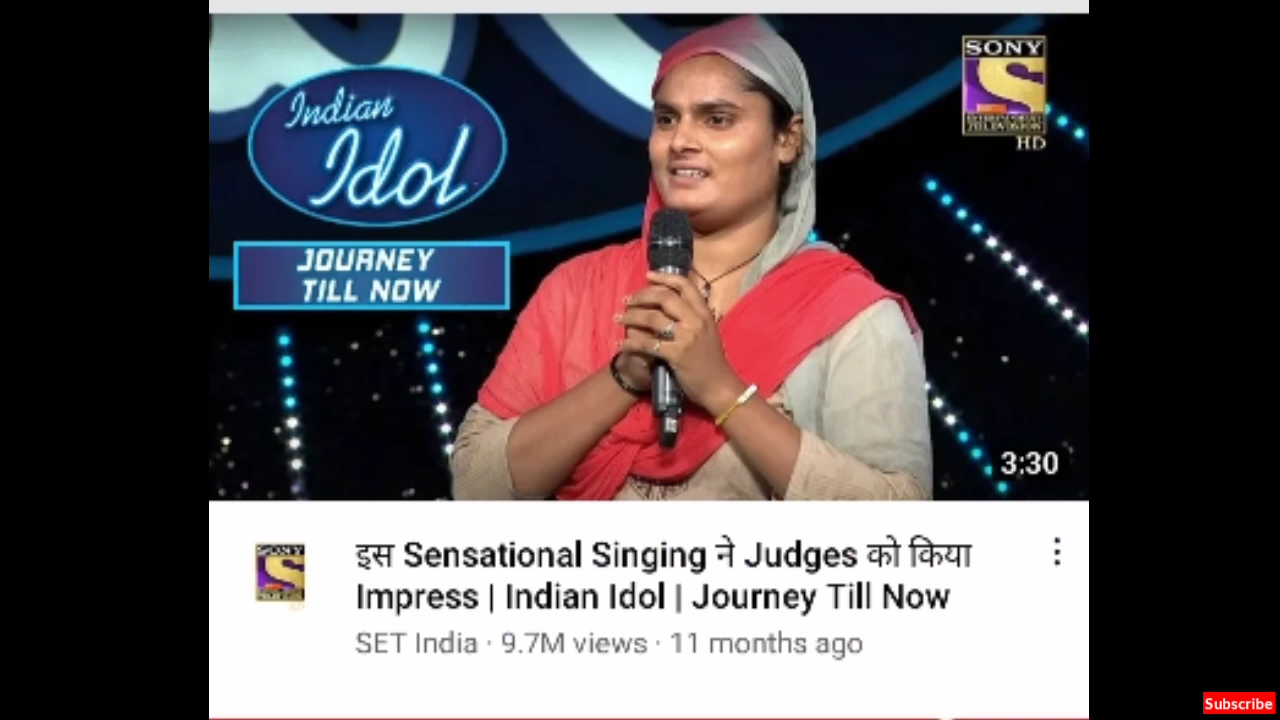 Indian
Idol
JOURNEY
TILL NOW
SONY
HD
3:30
SONY
इस Sensational Singing ने Judges को किया
Impress | Indian Idol | Journey Till Now
SET India · 9.7M views · 11 months ago
Subscribe